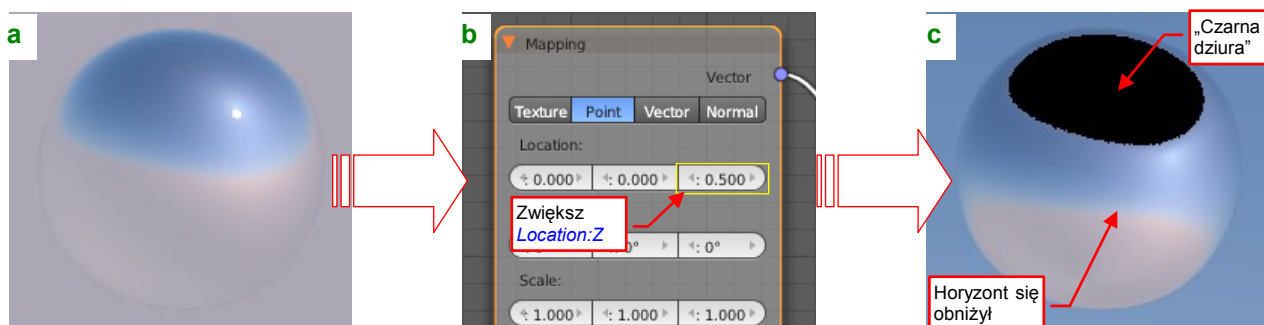 a
b
Mapping
Vector
Texture Point Vector Normal
Location:
: 0.000 : 0.000 : 0.500
Zwiększ
Location:Z
0° : 0°
Scale:
: 1.000 : 1.000 : 1.000
c
„Czarna
dziura”
Horyzont się
obniżył